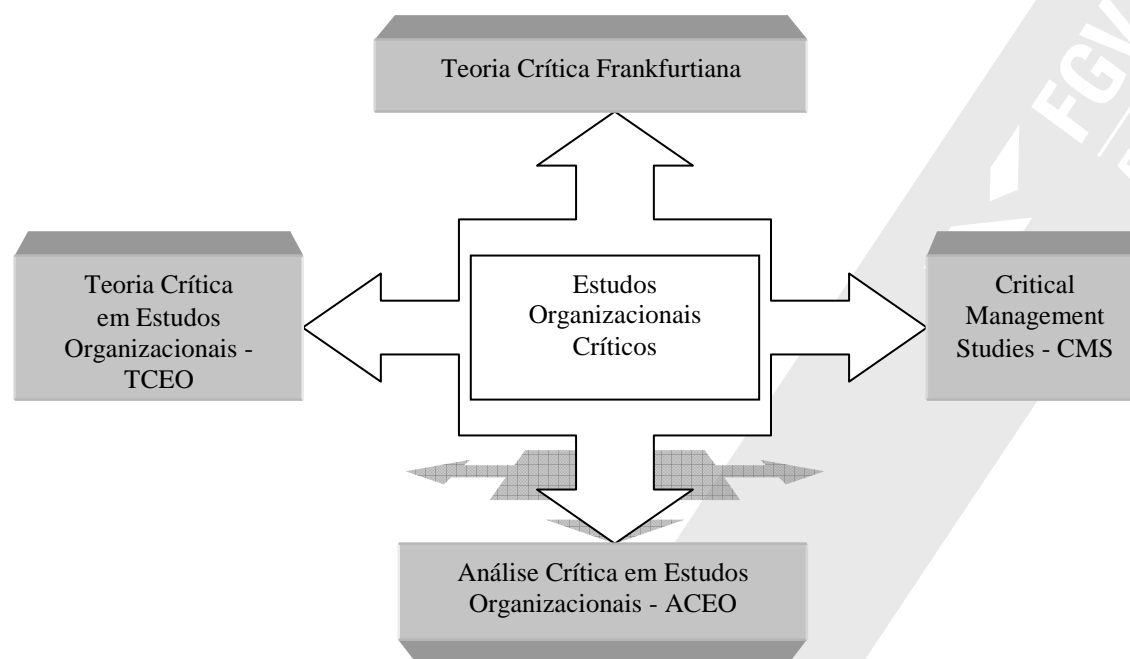 Teoria Crítica Frankfurtiana
FGV
Teoria Crítica
em Estudos
Organizacionais -
TCEO
Estudos
Organizacionais
Críticos
Critical
Management
Studies - CMS
Análise Crítica em Estudos
Organizacionais - ACEO